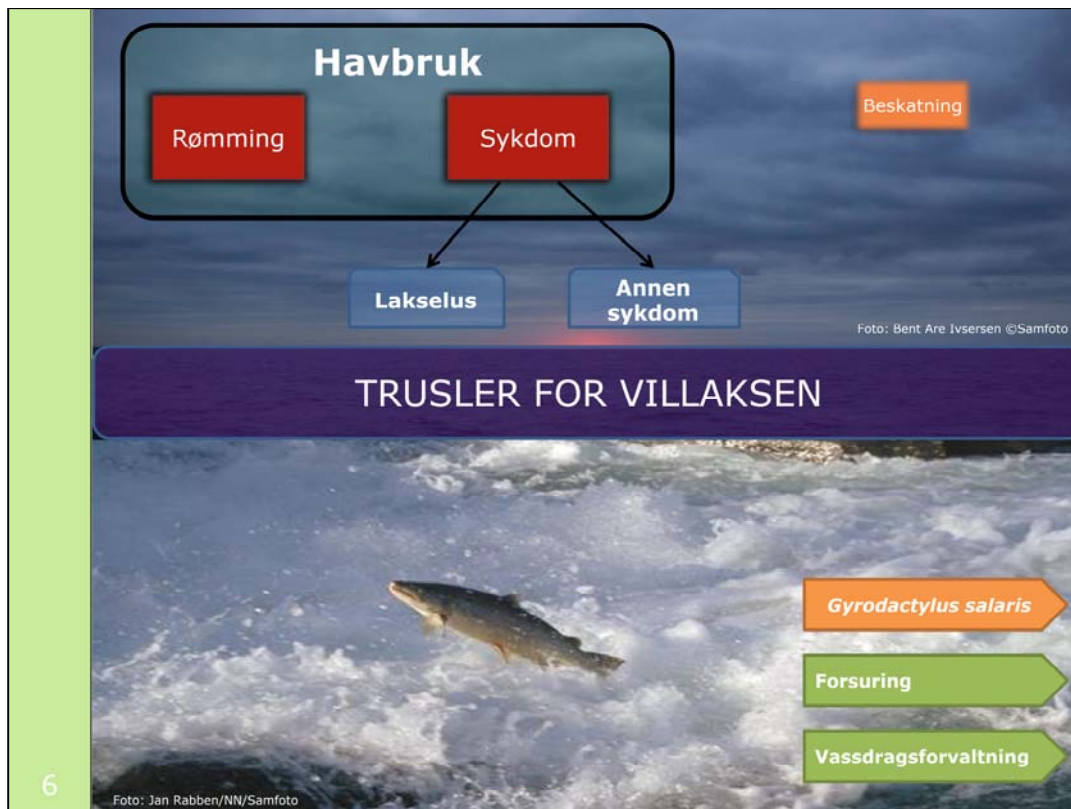 Havbruk
Rømming
Sykdom
Beskatning
Lakselus
Annen
sykdom
Foto: Bent Are Ivsersen ©Samfoto
TRUSLER FOR VILLAKSEN
Gyrodactylus salaris
Forsuring
Vassdragsforvaltning
6
Foto: Jan Rabben/NN/Samfoto